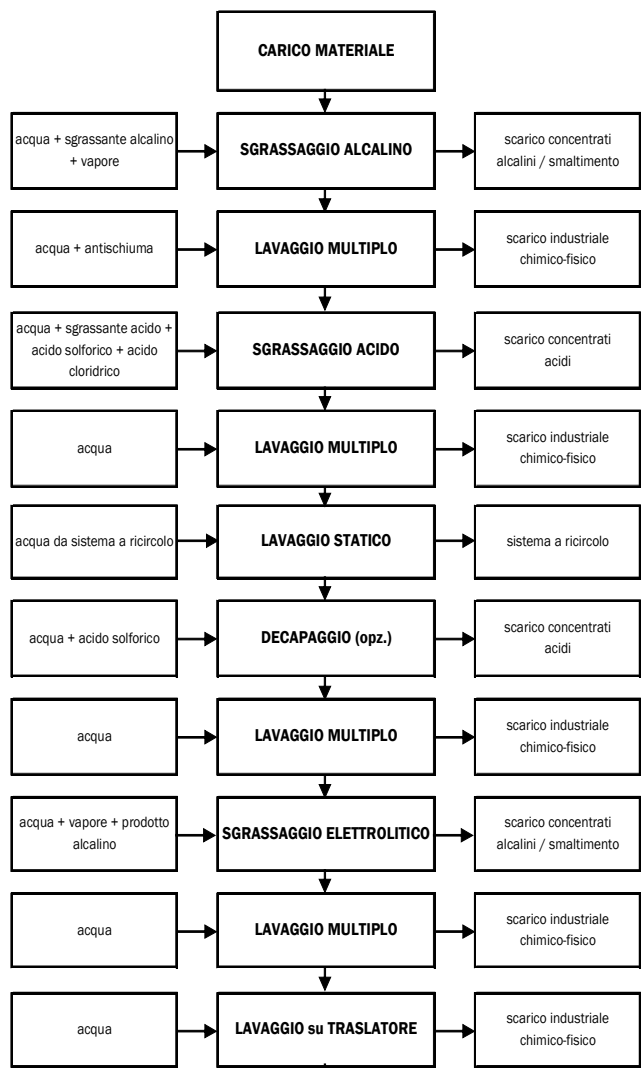 CARICO MATERIALE
acqua + sgrassante alcalino
+ vapore
SGRASSAGGIO ALCALINO
scarico concentrati
alcalini / smaltimento
acqua + antischiuma
LAVAGGIO MULTIPLO
scarico industriale
chimico-fisico
acqua + sgrassante acido +
acido solforico + acido
cloridrico
SGRASSAGGIO ACIDO
scarico concentrati
acidi
acqua
LAVAGGIO MULTIPLO
scarico industriale
chimico-fisico
acqua da sistema a ricircolo
LAVAGGIO STATICO
sistema a ricircolo
acqua + acido solforico
DECAPAGGIO (opz.)
scarico concentrati
acidi
acqua
LAVAGGIO MULTIPLO
scarico industriale
chimico-fisico
acqua + vapore + prodotto
alcalino
SGRASSAGGIO ELETTROLITICO
scarico concentrati
alcalini / smaltimento
acqua
LAVAGGIO MULTIPLO
scarico industriale
chimico-fisico
acqua
LAVAGGIO su TRASLATORE
scarico industriale
chimico-fisico